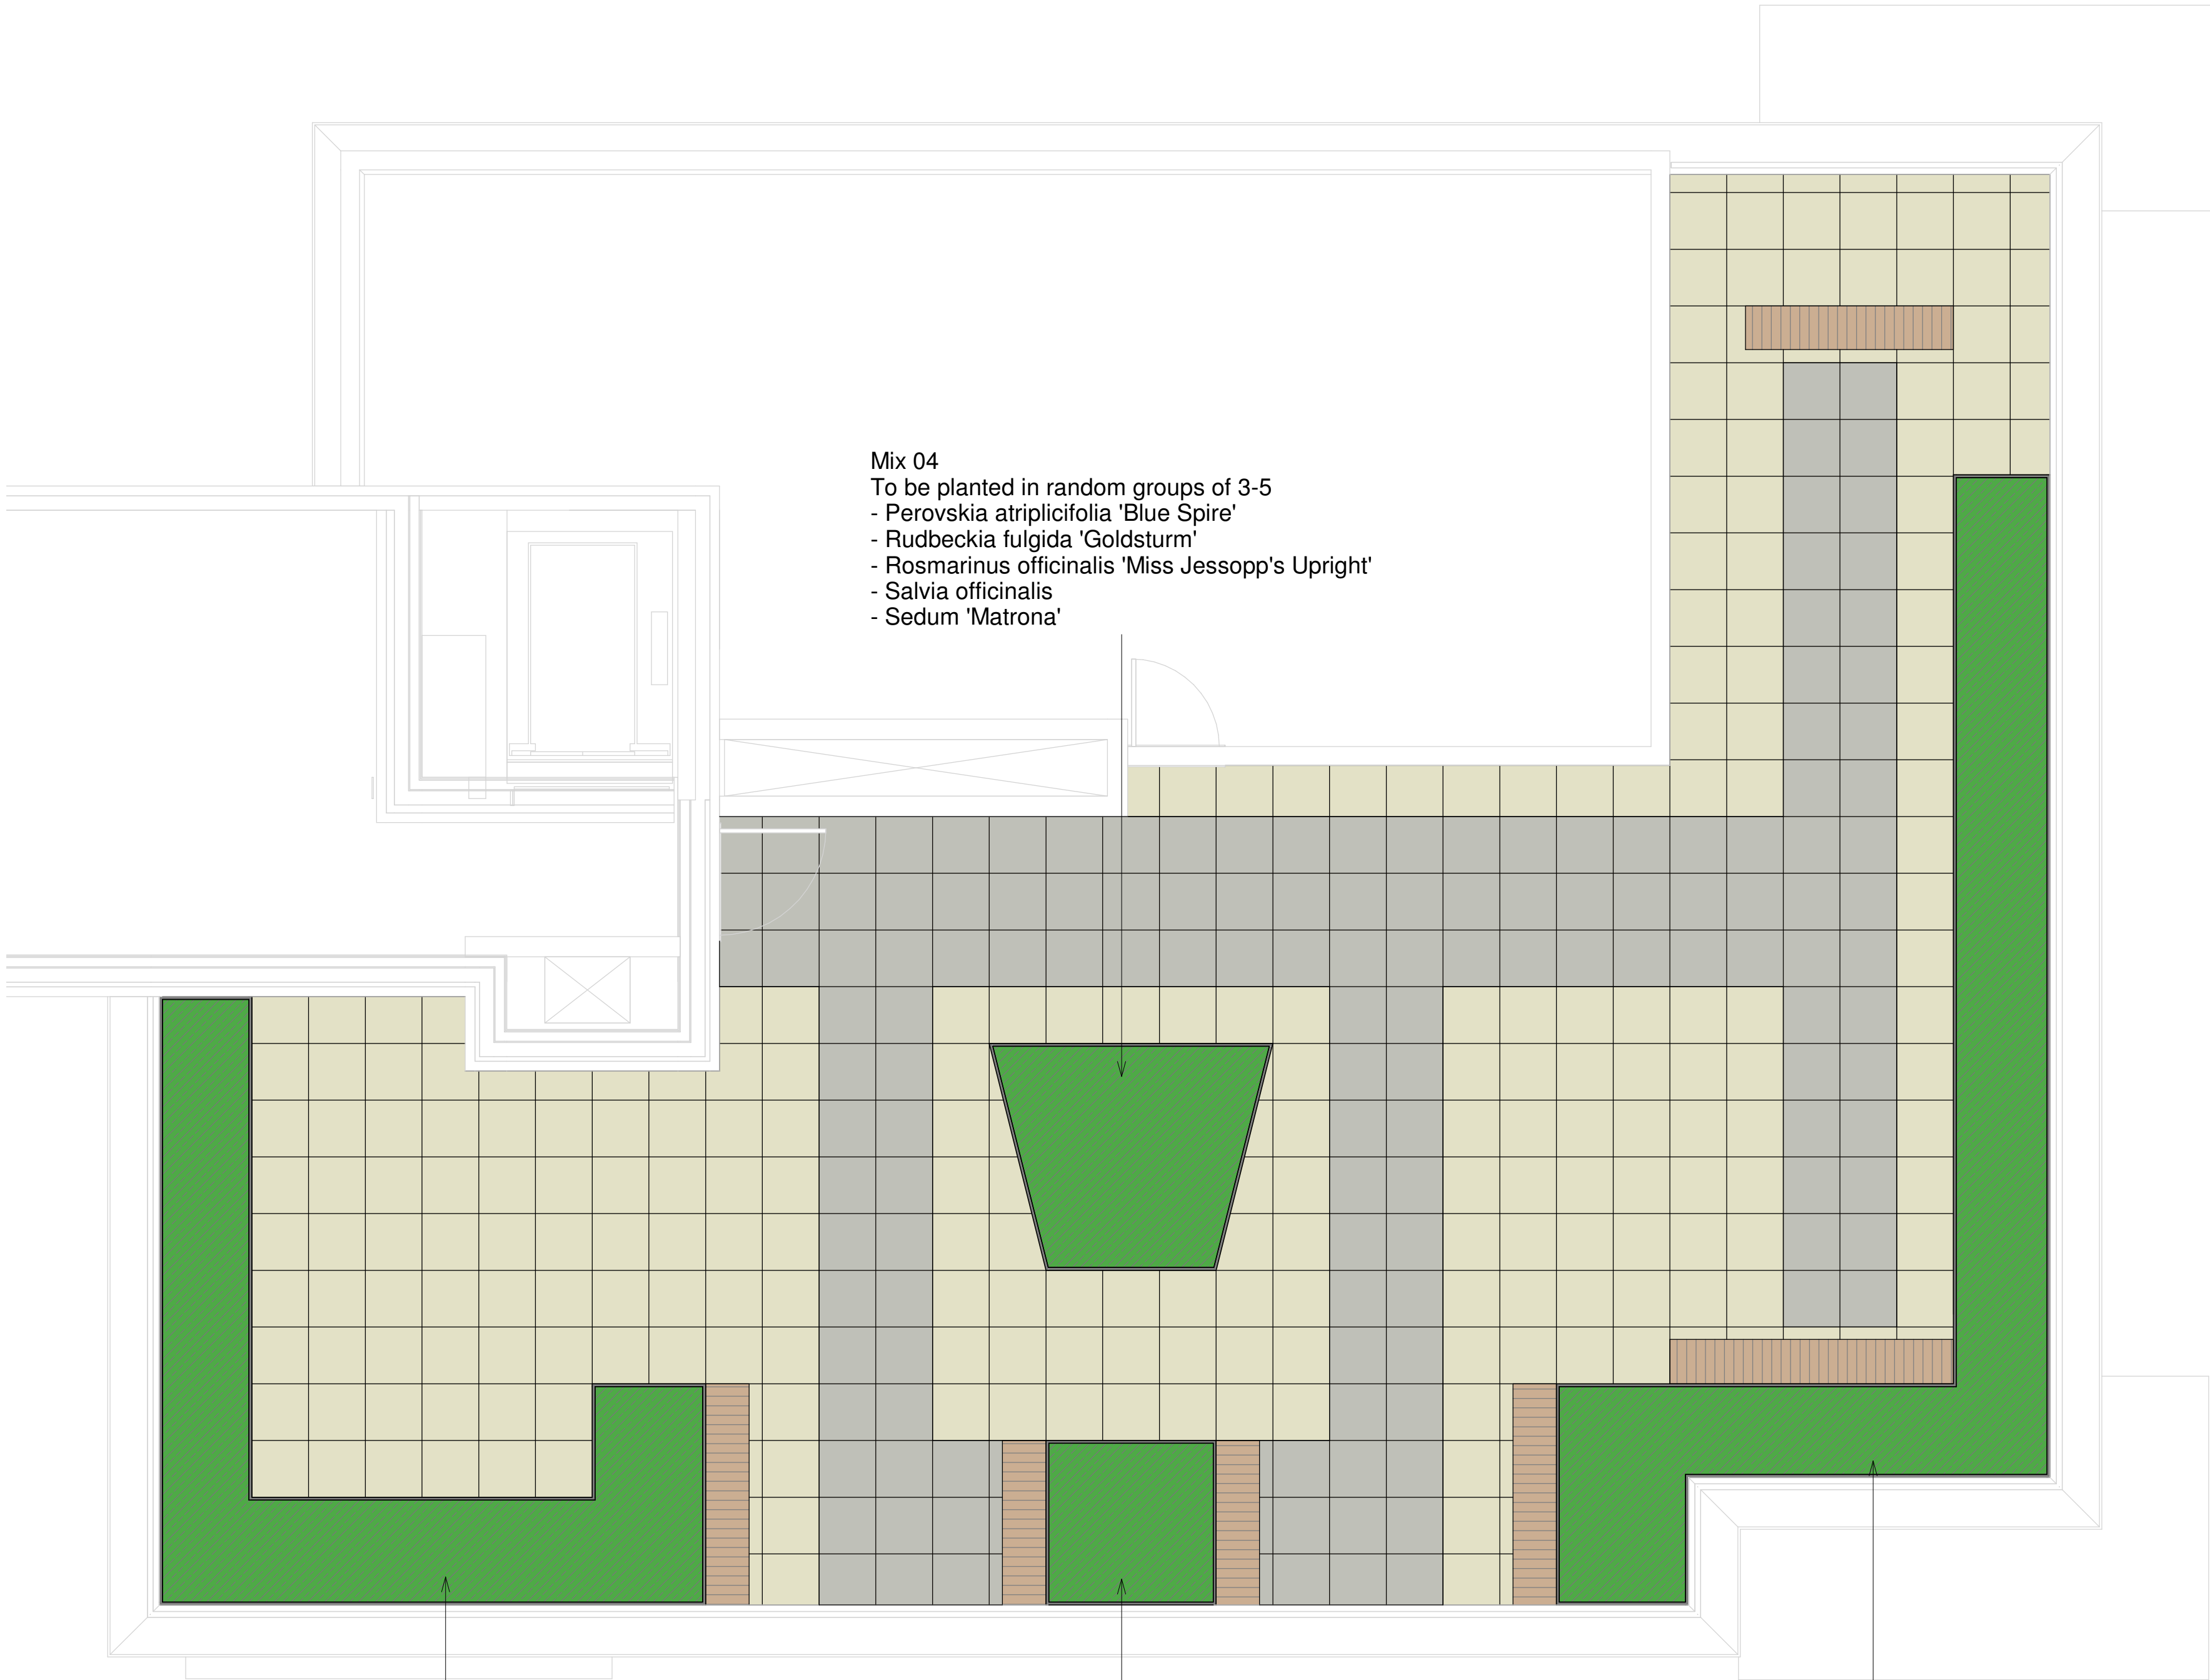 Mix 04
To be planted in random groups of 3-5
- Perovskia atriplicifolia 'Blue Spire'
- Rudbeckia fulgida 'Goldsturm'
- Rosmarinus officinalis 'Miss Jessopp's Upright'
- Salvia officinalis
- Sedum 'Matrona'